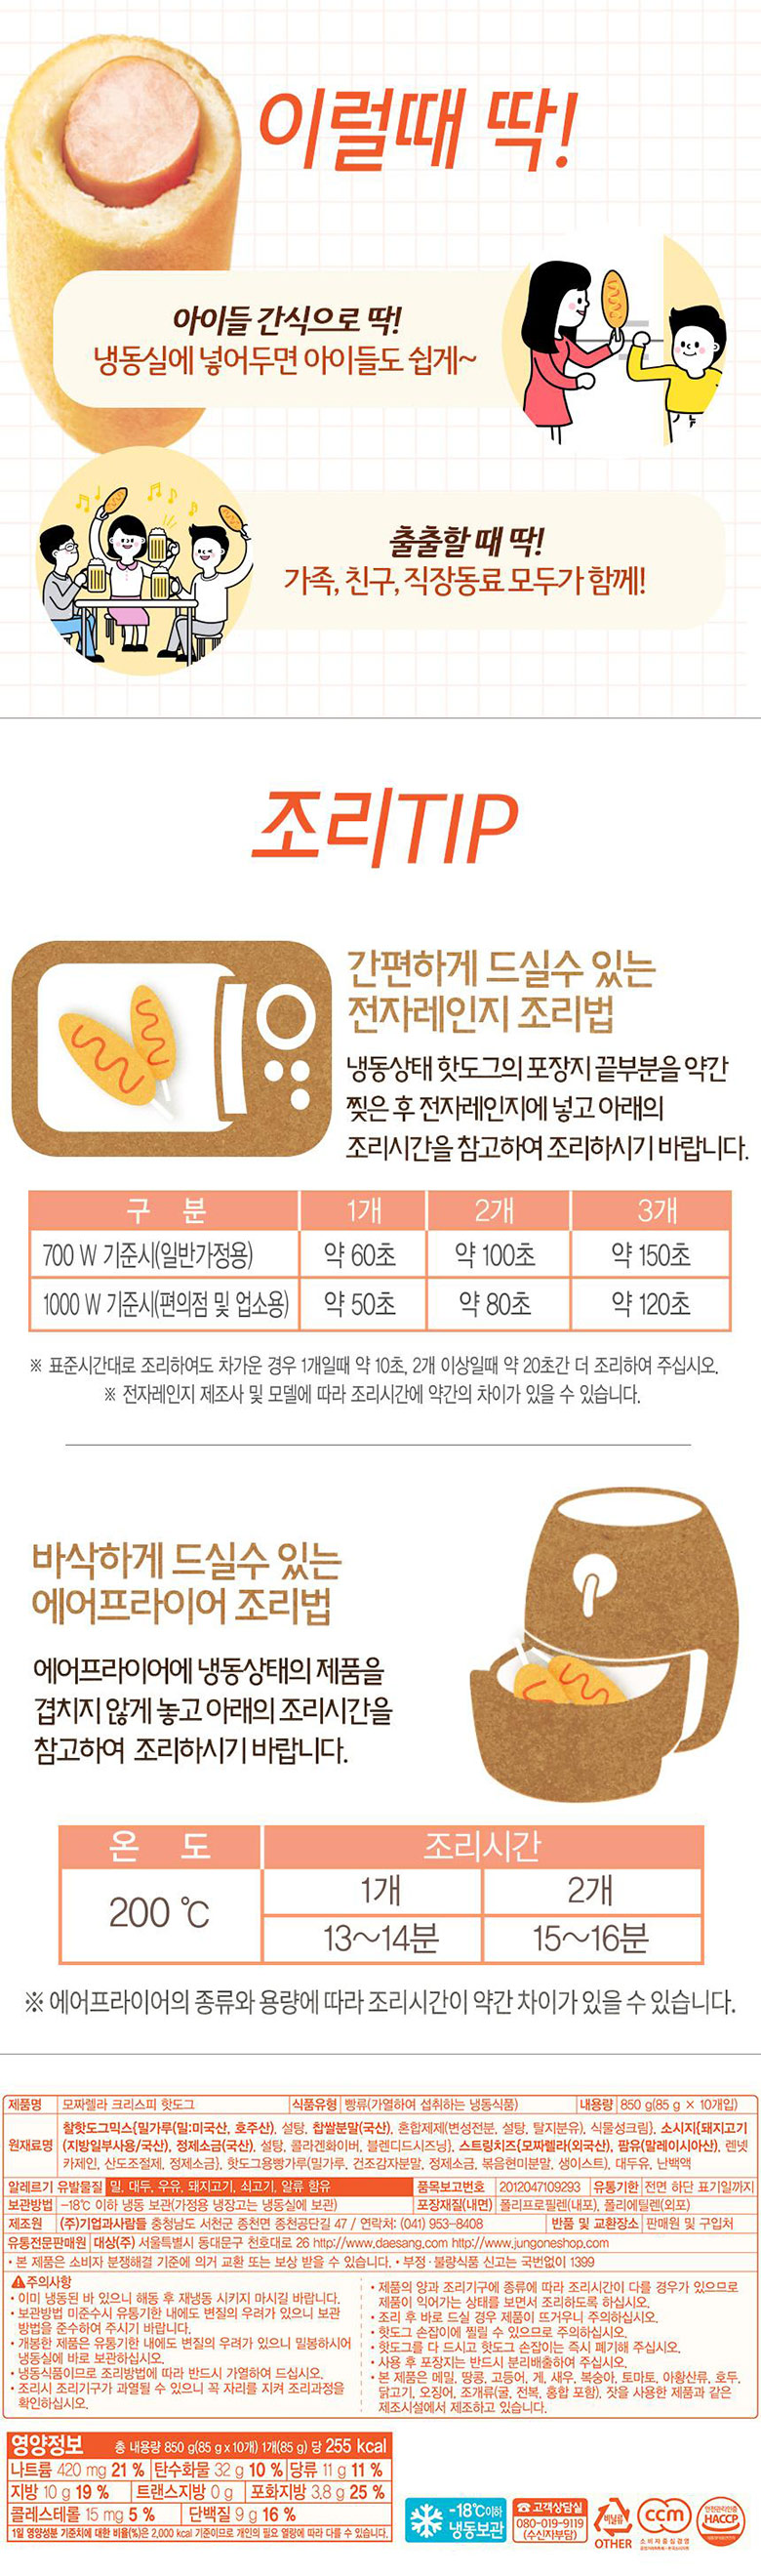 이럴때 딱!
아이들 간식으로 딱!
냉동실에 넣어두면 아이들도 쉽게~
출출할 때 딱!
가족, 친구, 직장동료 모두가 함께!
조리TIP
간편하게 드실수 있는
전자레인지 조리법
냉동상태 핫도그의 포장지 끝부분을 약간
찢은 후 전자레인지에 넣고 아래의
조리시간을 참고하여 조리하시기 바랍니다.
구 분 1개 2개 3개
700 W 기준시(일반가정용) 약 60초 약 100초 약 150초
1000 W 기준시(편의점 및 업소용) 약 50초 약 80초 약 120초
※ 표준시간대로 조리하여도 차가운 경우 1개일때 약 10초, 2개 이상일때 약 20초간 더 조리하여 주십시오.
※ 전자레인지 제조사 및 모델에 따라 조리시간에 약간의 차이가 있을 수 있습니다.
바삭하게 드실수 있는
에어프라이어 조리법
에어프라이어에 냉동상태의 제품을
겹치지 않게 놓고 아래의 조리시간을
참고하여 조리하시기 바랍니다.
온 도 조리시간
200 ℃ 1개 2개
13~14분 15~16분
※ 에어프라이어의 종류와 용량에 따라 조리시간이 약간 차이가 있을 수 있습니다.
제품명 모짜렐라 크리스피 핫도그 식품유형 빵류(가열하여 섭취하는 냉동식품) 내용량 850 g(85 g × 10개입)
원재료명 찰핫도그믹스{밀가루(밀:미국산, 호주산), 설탕, 찹쌀분말(국산), 혼합제제(변성전분, 설탕, 탈지분유), 식물성크림}, 소시지{돼지고기
(지방일부사용/국산), 정제소금(국산), 설탕, 콜라겐화이버, 블렌디드시즈닝}, 스트링치즈{모짜렐라(외국산), 팜유(말레이시아산), 렌넷
카제인, 산도조절제, 정제소금}, 핫도그용빵가루(밀가루, 건조감자분말, 정제소금, 볶음현미분말, 생이스트), 대두유, 난백액
알레르기 유발물질 밀, 대두, 우유, 돼지고기, 쇠고기, 알류 함유 품목보고번호 2012047109293 유통기한 전면 하단 표기일까지
보관방법 -18℃ 이하 냉동 보관(가정용 냉장고는 냉동실에 보관) 포장재질(내면) 폴리프로필렌(내포), 폴리에틸렌(외포)
제조원 (주)기업과사람들 충청남도 서천군 종천면 종천공단길 47 / 연락처: (041) 953-8408 반품 및 교환장소 판매원 및 구입처
유통전문판매원 대상(주) 서울특별시 동대문구 천호대로 26 http://www.daesang.com http://www.jungoneshop.com
• 본 제품은 소비자 분쟁해결 기준에 의거 교환 또는 보상 받을 수 있습니다. • 부정·불량식품 신고는 국번없이 1399
주의사항
• 이미 냉동된 바 있으니 해동 후 재냉동 시키지 마시길 바랍니다.
• 보관방법 미준수시 유통기한 내에도 변질의 우려가 있으니 보관
방법을 준수하여 주시기 바랍니다.
• 개봉한 제품은 유통기한 내에도 변질의 우려가 있으니 밀봉하시어
냉동실에 바로 보관하십시오.
• 냉동식품이므로 조리방법에 따라 반드시 가열하여 드십시오.
• 조리시 조리기구가 과열될 수 있으니 꼭 자리를 지켜 조리과정을
확인하십시오.
• 제품의 양과 조리기구에 종류에 따라 조리시간이 다를 경우가 있으므로
제품이 익어가는 상태를 보면서 조리하도록 하십시오.
• 조리 후 바로 드실 경우 제품이 뜨거우니 주의하십시오.
• 핫도그 손잡이에 찔릴 수 있으므로 주의하십시오.
• 핫도그를 다 드시고 핫도그 손잡이는 즉시 폐기해 주십시오.
• 사용 후 포장지는 반드시 분리배출하여 주십시오.
• 본 제품은 메밀, 땅콩, 고등어, 게, 새우, 복숭아, 토마토, 아황산류, 호두,
닭고기, 오징어, 조개류(굴, 전복, 홍합 포함), 잣을 사용한 제품과 같은
제조시설에서 제조하고 있습니다.
영양정보 총 내용량 850 g(85 g x 10개) 1개(85 g) 당 255 kcal
나트륨 420 mg 21 % 탄수화물 32 g 10 % 당류 11 g 11 %
지방 10 g 19 % 트랜스지방 0 g 포화지방 3.8 g 25 %
콜레스테롤 15 mg 5 % 단백질 9 g 16 %
1일 영양성분 기준치에 대한 비율(%)은 2,000 kcal 기준이므로 개인의 필요 열량에 따라 다를 수 있습니다.
-18℃이하
냉동보관
고객상담실
080-019-9119
(수신자부담)
비닐류
OTHER
ccm
소비자중심경영
안전관리인증
HACCP